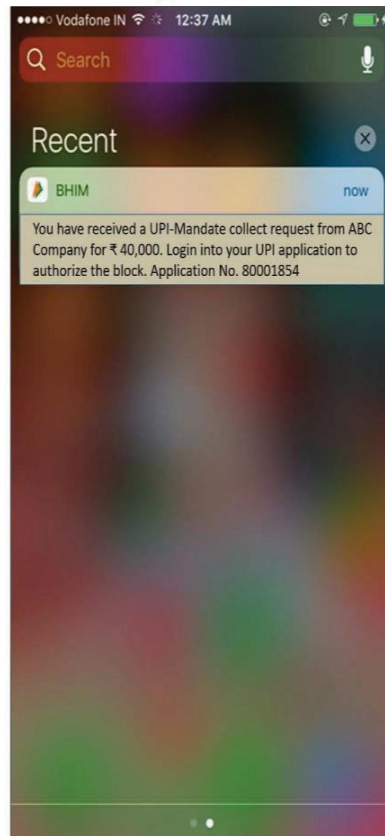 Vodafone IN 12:37 AM
Search
Recent
BHIM now
You have received a UPI-Mandate collect request from ABC
Company for ₹ 40,000. Login into your UPI application to
authorize the block. Application No. 80001854